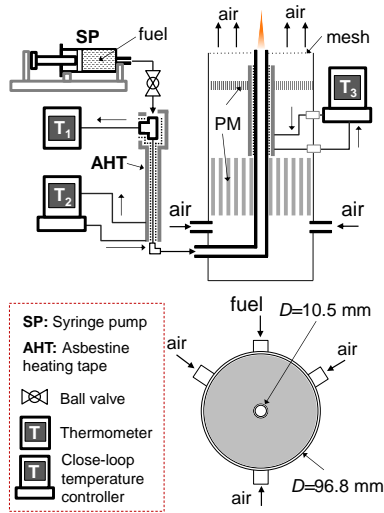 SP
fuel
air
air
mesh
T1
PM
T3
AHT
T2
air
air
SP: Syringe pump
AHT: Asbestine
heating tape
Ball valve
T
Thermometer
T
Close-loop
temperature
controller
fuel
D=10.5 mm
air
air
air
D=96.8 mm